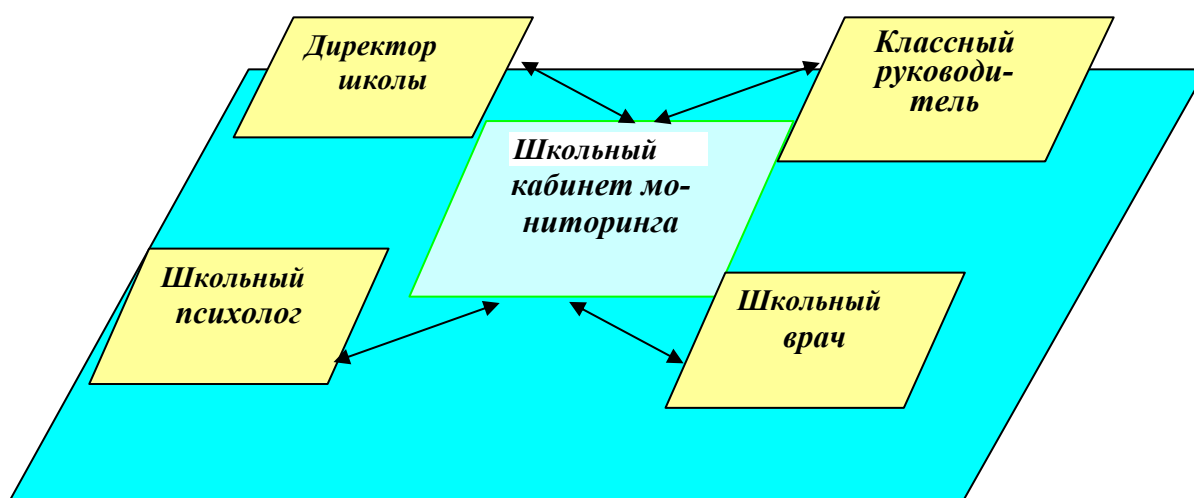 Директор
школы
Классный
руководи-
тель
Школьный
кабинет мо-
ниторинга
Школьный
психолог
Школьный
врач